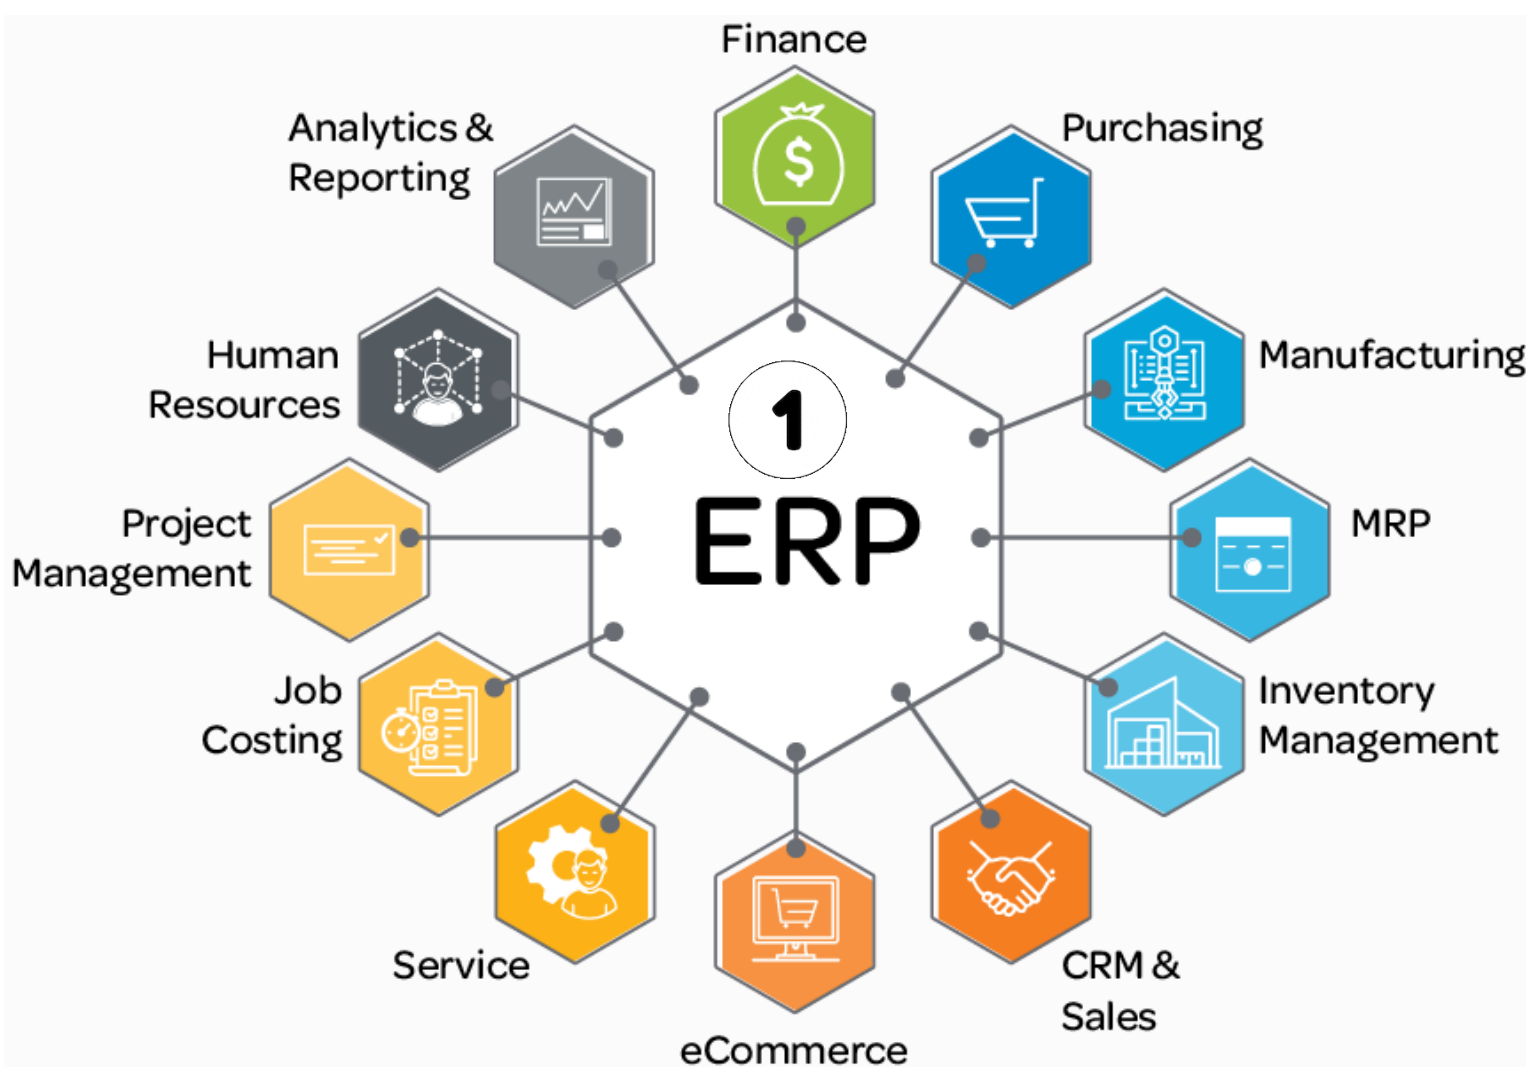 Finance
Purchasing
Manufacturing
MRP
Inventory
Management
CRM &
Sales
eCommerce
Service
Job
Costing
Project
Management
Human
Resources
Analytics &
Reporting
$
1
ERP